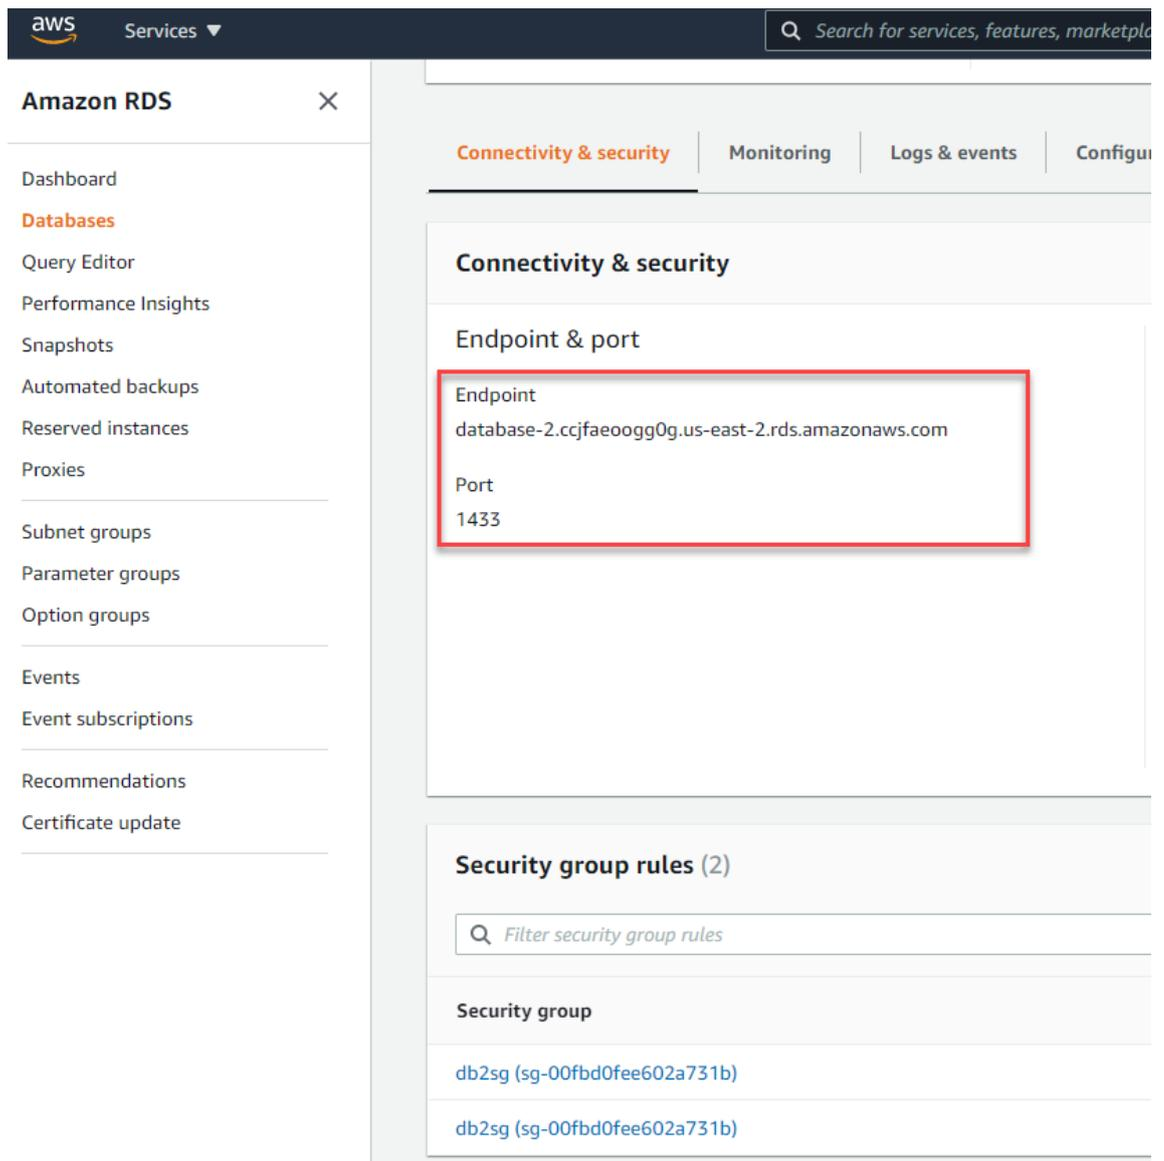 aws
Services ▼
Search for services, features, marketpla
Amazon RDS
Dashboard
Databases
Query Editor
Performance Insights
Snapshots
Automated backups
Reserved instances
Proxies
Subnet groups
Parameter groups
Option groups
Events
Event subscriptions
Recommendations
Certificate update
Connectivity & security
Monitoring
Logs & events
Configur
Connectivity & security
Endpoint & port
Endpoint
database-2.ccjfaeoogg0g.us-east-2.rds.amazonaws.com
Port
1433
Security group rules (2)
Filter security group rules
Security group
db2sg (sg-00fbd0fee602a731b)
db2sg (sg-00fbd0fee602a731b)